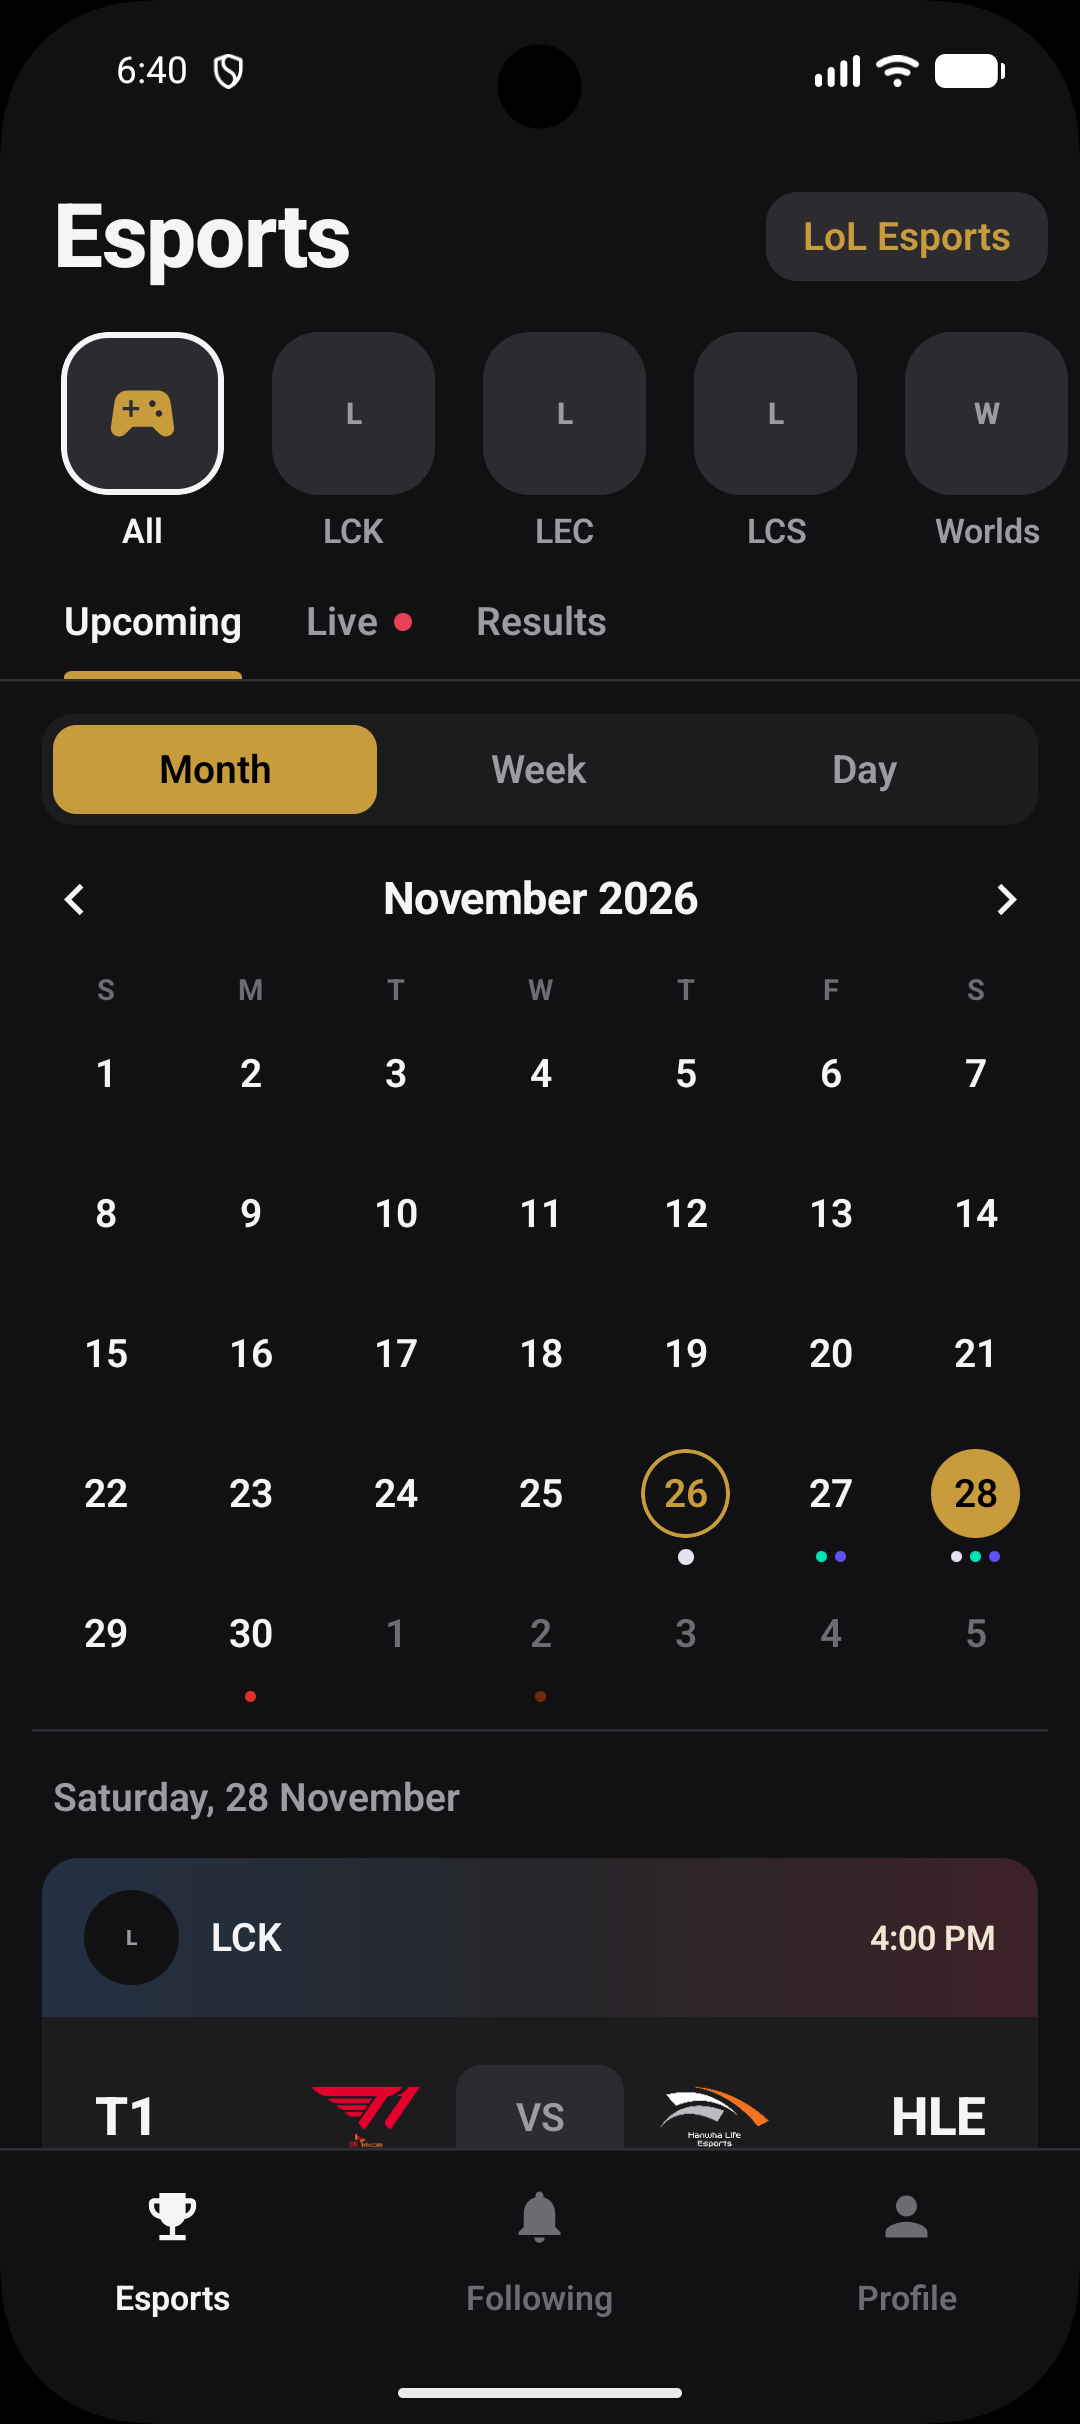 6:40
Esports
LoL Esports
L
L
L
W
All
LCK
LEC
LCS
Worlds
Upcoming
Live
Results
Month
Week
Day
November 2026
S M T W T F S
1 2 3 4 5 6 7
8 9 10 11 12 13 14
15 16 17 18 19 20 21
22 23 24 25 26 27 28
29 30 1 2 3 4 5
Saturday, 28 November
L
LCK
4:00 PM
T1
VS
Hanwha Life
Esports
HLE
Esports
Following
Profile